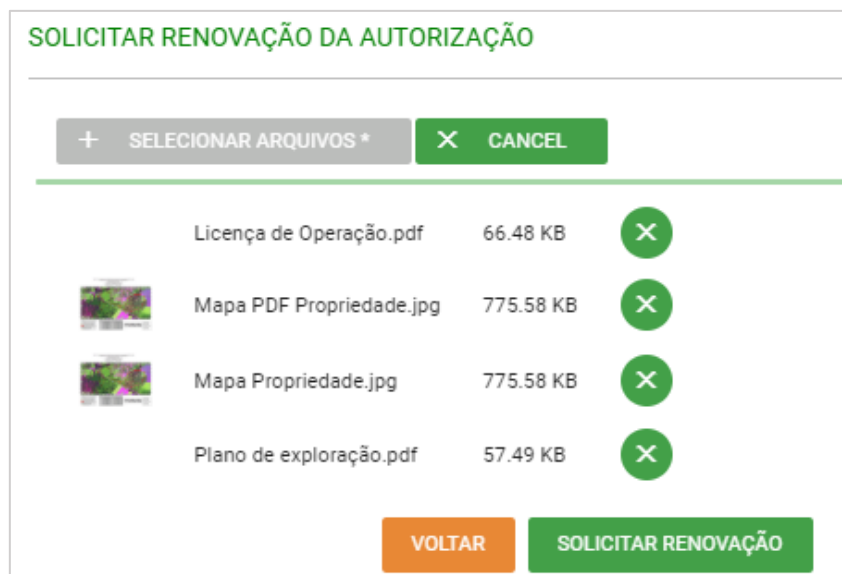 SOLICITAR RENOVAÇÃO DA AUTORIZAÇÃO
+ SELECIONAR ARQUIVOS * X CANCEL
Licença de Operação.pdf 66.48 KB
Mapa PDF Propriedade.jpg 775.58 KB
Mapa Propriedade.jpg 775.58 KB
Plano de exploração.pdf 57.49 KB
VOLTAR SOLICITAR RENOVAÇÃO